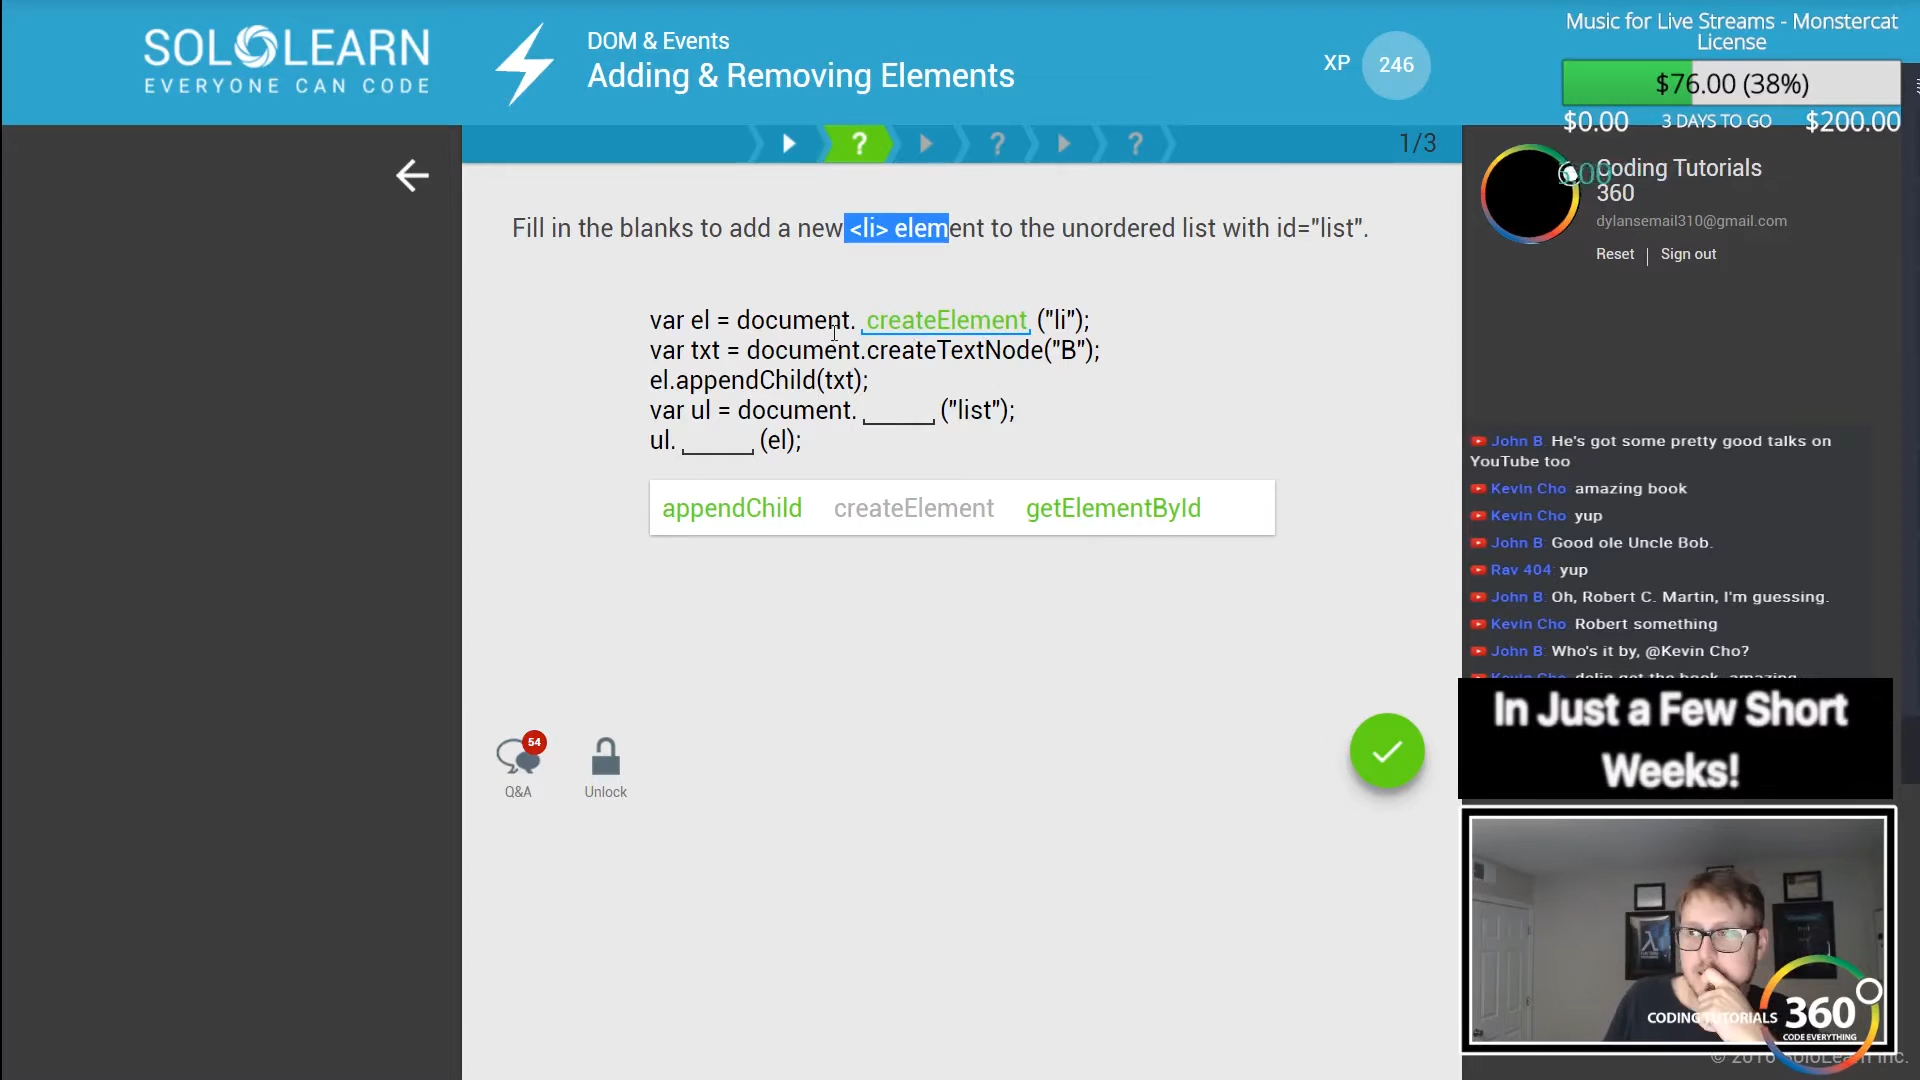 SOLOLEARN
EVERYONE CAN CODE
DOM & Events
Adding & Removing Elements
XP 246
Music for Live Streams - Monstercat
License
$76.00 (38%)
$0.00 3 DAYS TO GO $200.00
? ? ?
1/3
Coding Tutorials
360
dylansemail310@gmail.com
Reset | Sign out
Fill in the blanks to add a new <li> element to the unordered list with id="list".
var el = document. createElement ("li");
var txt = document.createTextNode("B");
el.appendChild(txt);
var ul = document. ______ ("list");
ul. ______ (el);
appendChild createElement getElementById
54
Q&A
Unlock
John B: He's got some pretty good talks on
YouTube too
Kevin Cho: amazing book
Kevin Cho: yup
John B: Good ole Uncle Bob.
Rav 404: yup
John B: Oh, Robert C. Martin, I'm guessing.
Kevin Cho: Robert something
John B: Who's it by, @Kevin Cho?
In Just a Few Short
Weeks!
CODING TUTORIALS
360
CODE EVERYTHING